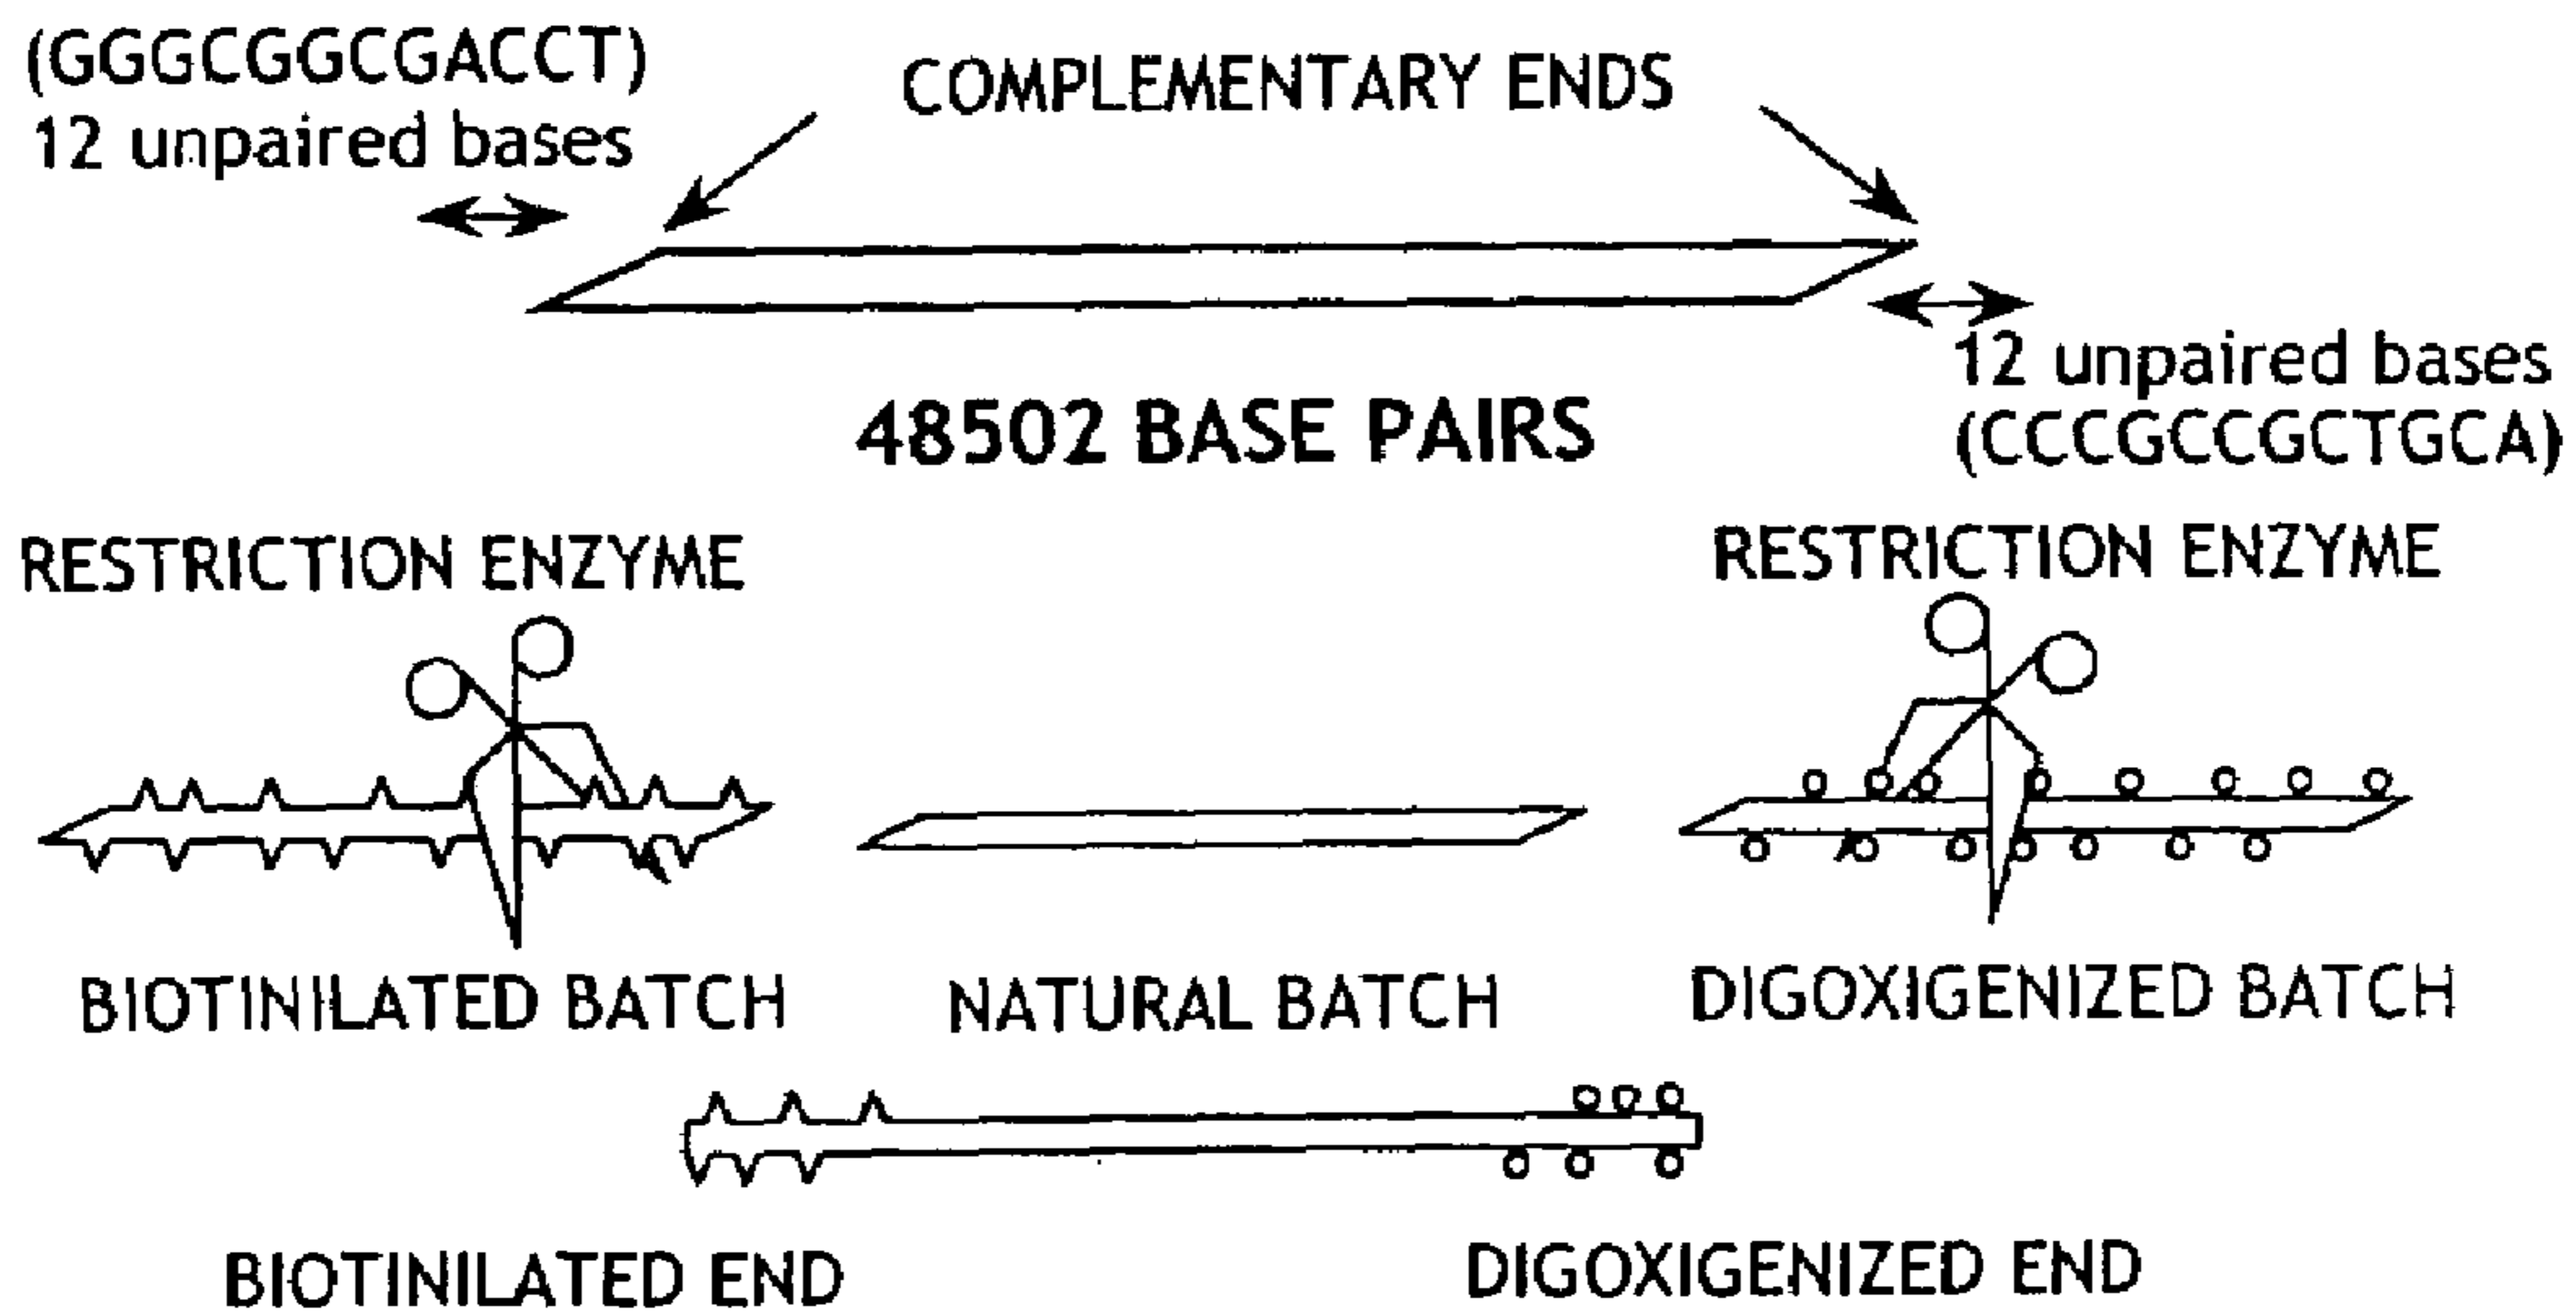 (GGGCGGCGACCT)
12 unpaired bases
COMPLEMENTARY ENDS
12 unpaired bases
(CCCGCCGCTGCA)
48502 BASE PAIRS
RESTRICTION ENZYME
RESTRICTION ENZYME
BIOTINILATED BATCH
NATURAL BATCH
DIGOXIGENIZED BATCH
BIOTINILATED END
DIGOXIGENIZED END